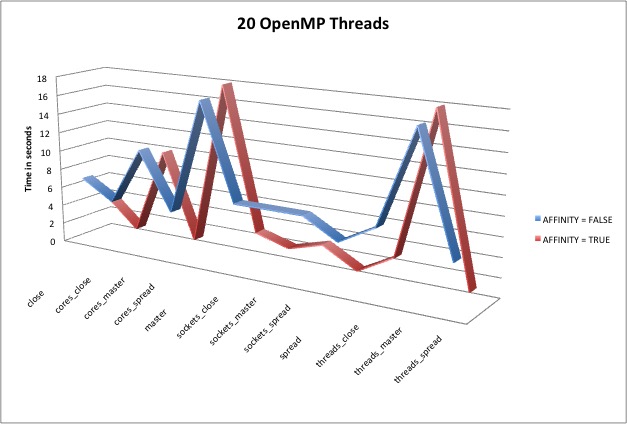 20 OpenMP Threads
Time in seconds
18
16
14
12
10
8
6
4
2
0
close
cores_close
cores_master
cores_spread
master
sockets_close
sockets_master
sockets_spread
spread
threads_close
threads_master
threads_spread
AFFINITY = FALSE
AFFINITY = TRUE